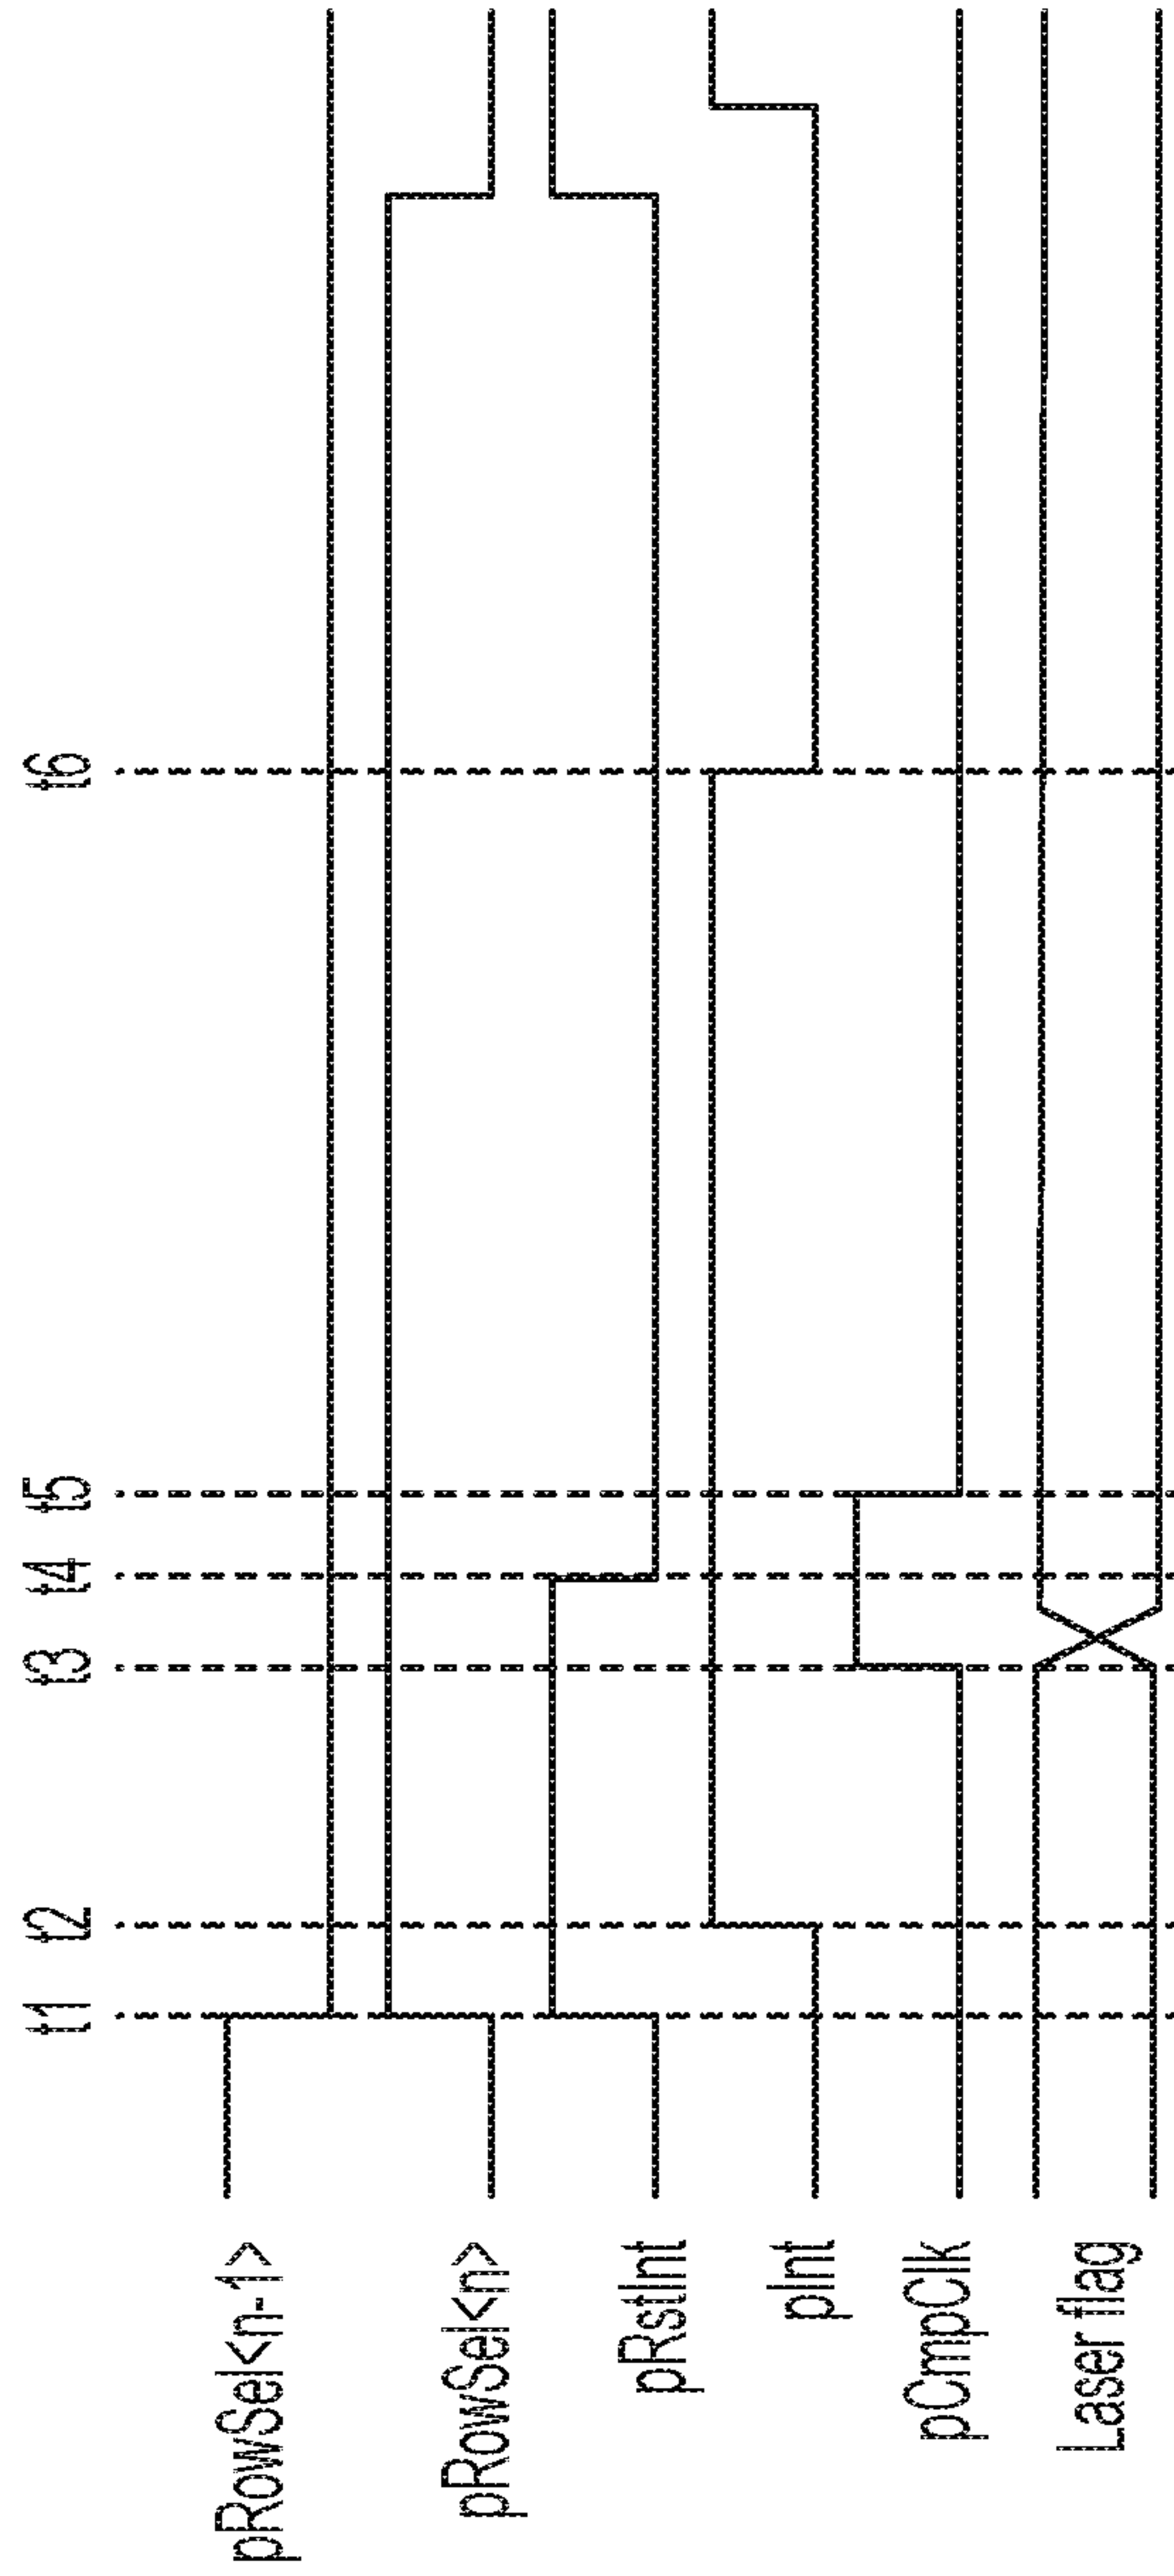 t1 t2 t3 t4 t5 t6
pRowSel<n-1>
pRowSel<n>
pRstInt
pInt
pCmpClk
Laser flag